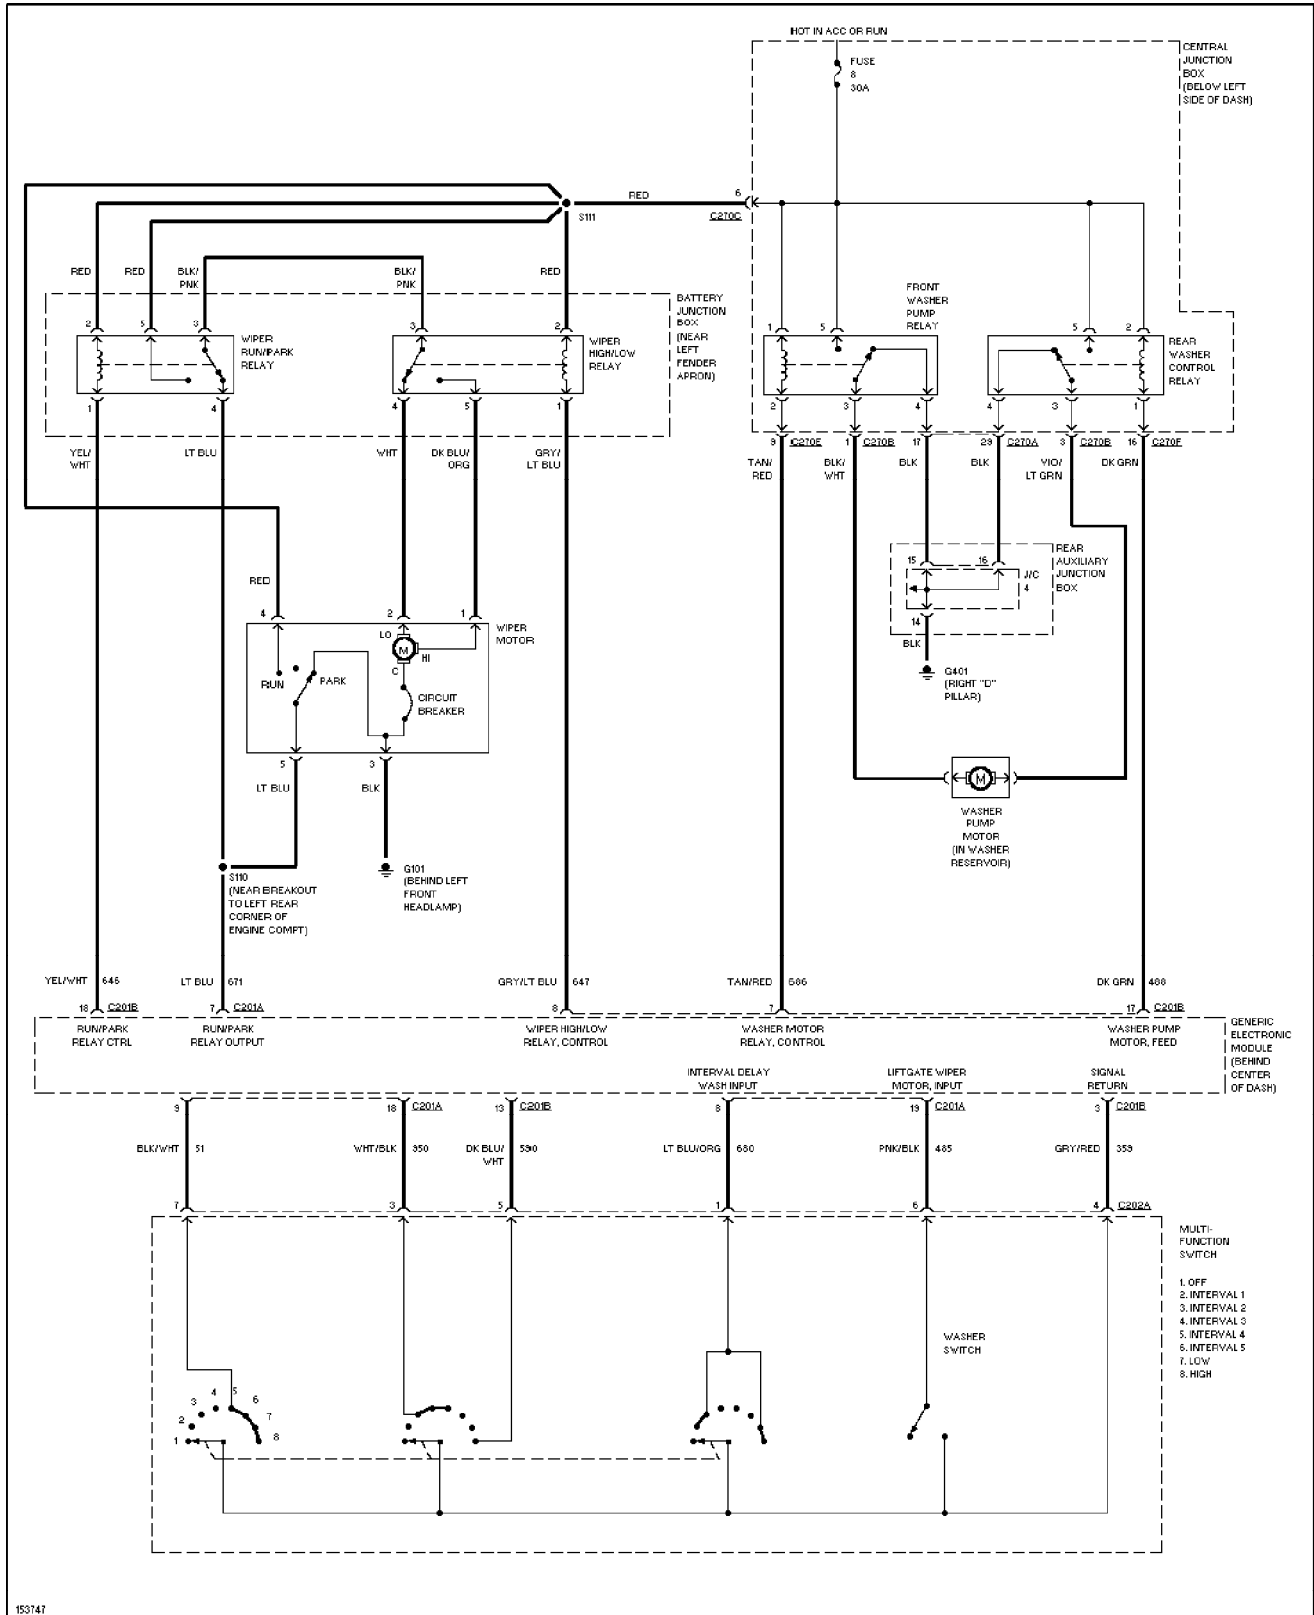 HOT IN ACC OR RUN
FUSE
8
30A
CENTRAL
JUNCTION
BOX
(BELOW LEFT
SIDE OF DASH)
RED
6
S111
C270C
RED
RED
BLK/
PNK
BLK/
PNK
RED
BATTERY
JUNCTION
BOX
(NEAR
LEFT
FENDER
APRON)
FRONT
WASHER
PUMP
RELAY
2
5
3
3
2
1
5
5
2
WIPER
RUN/PARK
RELAY
WIPER
HIGH/LOW
RELAY
REAR
WASHER
CONTROL
RELAY
1
4
4
5
1
2
3
4
4
3
1
9
C270E
1
C270B
17
29
C270A
3
C270B
16
C270F
YEL/
WHT
LT BLU
WHT
DK BLU/
ORG
GRY/
LT BLU
TAN/
RED
BLK/
WHT
BLK
BLK
VIO/
LT GRN
DK GRN
REAR
AUXILIARY
JUNCTION
BOX
15
16
J/C
4
14
BLK
G401
(RIGHT "D"
PILLAR)
RED
4
2
1
WIPER
MOTOR
LO
M
HI
C
RUN
PARK
CIRCUIT
BREAKER
5
3
LT BLU
BLK
M
WASHER
PUMP
MOTOR
(IN WASHER
RESERVOIR)
S110
(NEAR BREAKOUT
TO LEFT REAR
CORNER OF
ENGINE COMPT)
G101
(BEHIND LEFT
FRONT
HEADLAMP)
YEL/WHT
646
LT BLU
671
GRY/LT BLU
647
TAN/RED
686
DK GRN
488
18
C201B
7
C201A
8
7
17
C201B
RUN/PARK
RELAY CTRL
RUN/PARK
RELAY OUTPUT
WIPER HIGH/LOW
RELAY, CONTROL
WASHER MOTOR
RELAY, CONTROL
WASHER PUMP
MOTOR, FEED
GENERIC
ELECTRONIC
MODULE
(BEHIND
CENTER
OF DASH)
INTERVAL DELAY
WASH INPUT
LIFTGATE WIPER
MOTOR, INPUT
SIGNAL
RETURN
9
18
C201A
13
C201B
8
19
C201A
3
C201B
BLK/WHT
51
WHT/BLK
950
DK BLU/
WHT
590
LT BLU/ORG
680
PNK/BLK
485
GRY/RED
359
7
3
5
1
6
4
C202A
MULTI-
FUNCTION
SWITCH
1. OFF
2. INTERVAL 1
3. INTERVAL 2
4. INTERVAL 3
5. INTERVAL 4
6. INTERVAL 5
7. LOW
8. HIGH
WASHER
SWITCH
1
2
3
4
5
6
7
8
153747